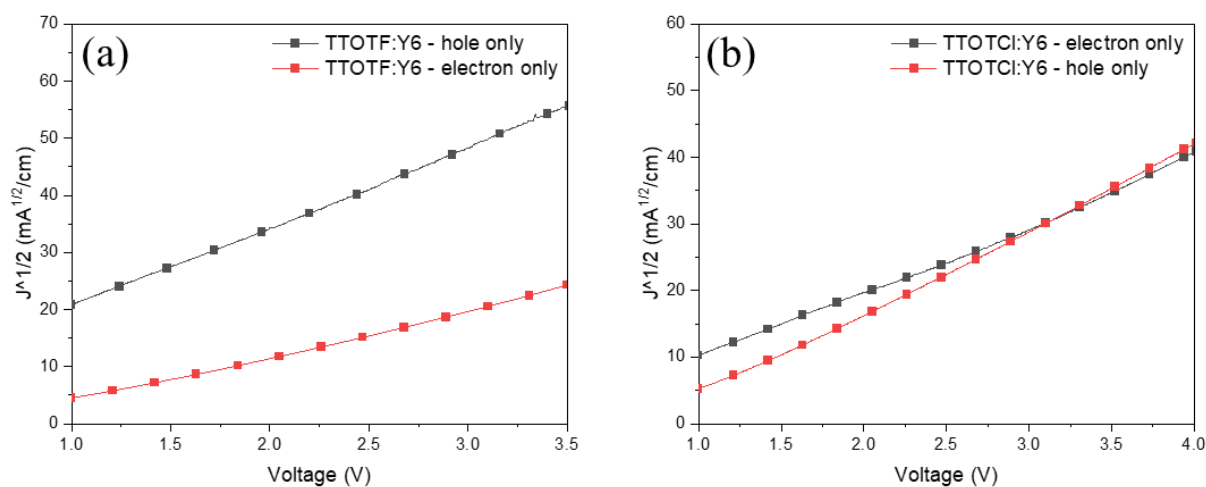 (a)
TTOTF:Y6 - hole only
TTOTF:Y6 - electron only
J^1/2 (mA^{1/2}/cm)
70
60
50
40
30
20
10
0
1.0 1.5 2.0 2.5 3.0 3.5
Voltage (V)
(b)
TTOTCl:Y6 - electron only
TTOTCl:Y6 - hole only
J^1/2 (mA^{1/2}/cm)
60
50
40
30
20
10
0
1.0 1.5 2.0 2.5 3.0 3.5 4.0
Voltage (V)